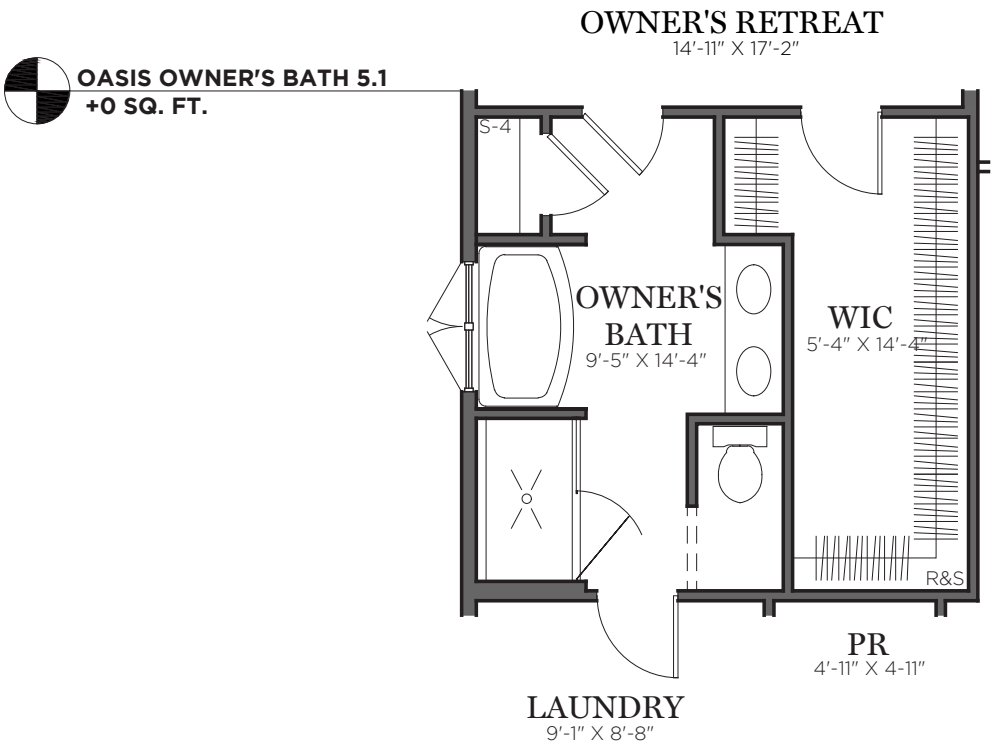 OWNER'S RETREAT
14'-11" X 17'-2"
OASIS OWNER'S BATH 5.1
+0 SQ. FT.
S-4
OWNER'S
BATH
9'-5" X 14'-4"
WIC
5'-4" X 14'-4"
R&S
PR
4'-11" X 4-11"
LAUNDRY
9'-1" X 8'-8"